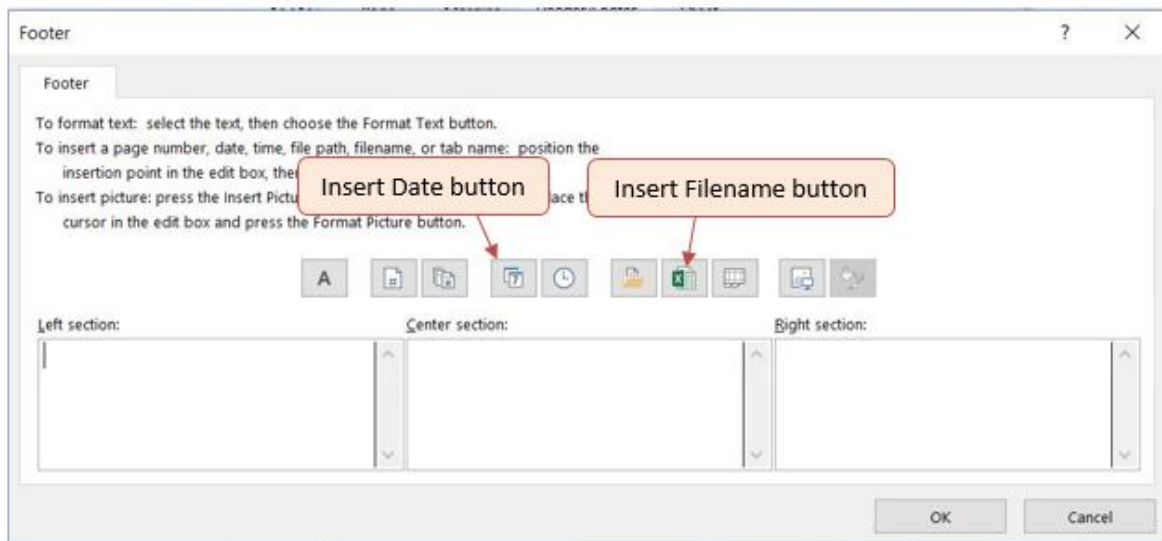 Footer
Footer
To format text: select the text, then choose the Format Text button.
To insert a page number, date, time, file path, filename, or tab name: position the
insertion point in the edit box, the
Insert Date button
Insert Filename button
To insert picture: press the Insert Pictu
lace th
cursor in the edit box and press the Format Picture button.
A
Left section:
Center section:
Right section:
OK
Cancel